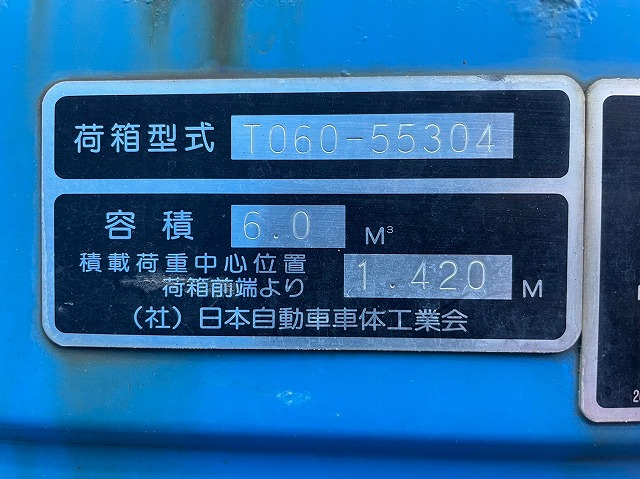 荷箱型式 T060-55304
容積 6.0 M³
積載荷重中心位置
荷箱前端より 1.420 M
(社)日本自動車車体工業会
2